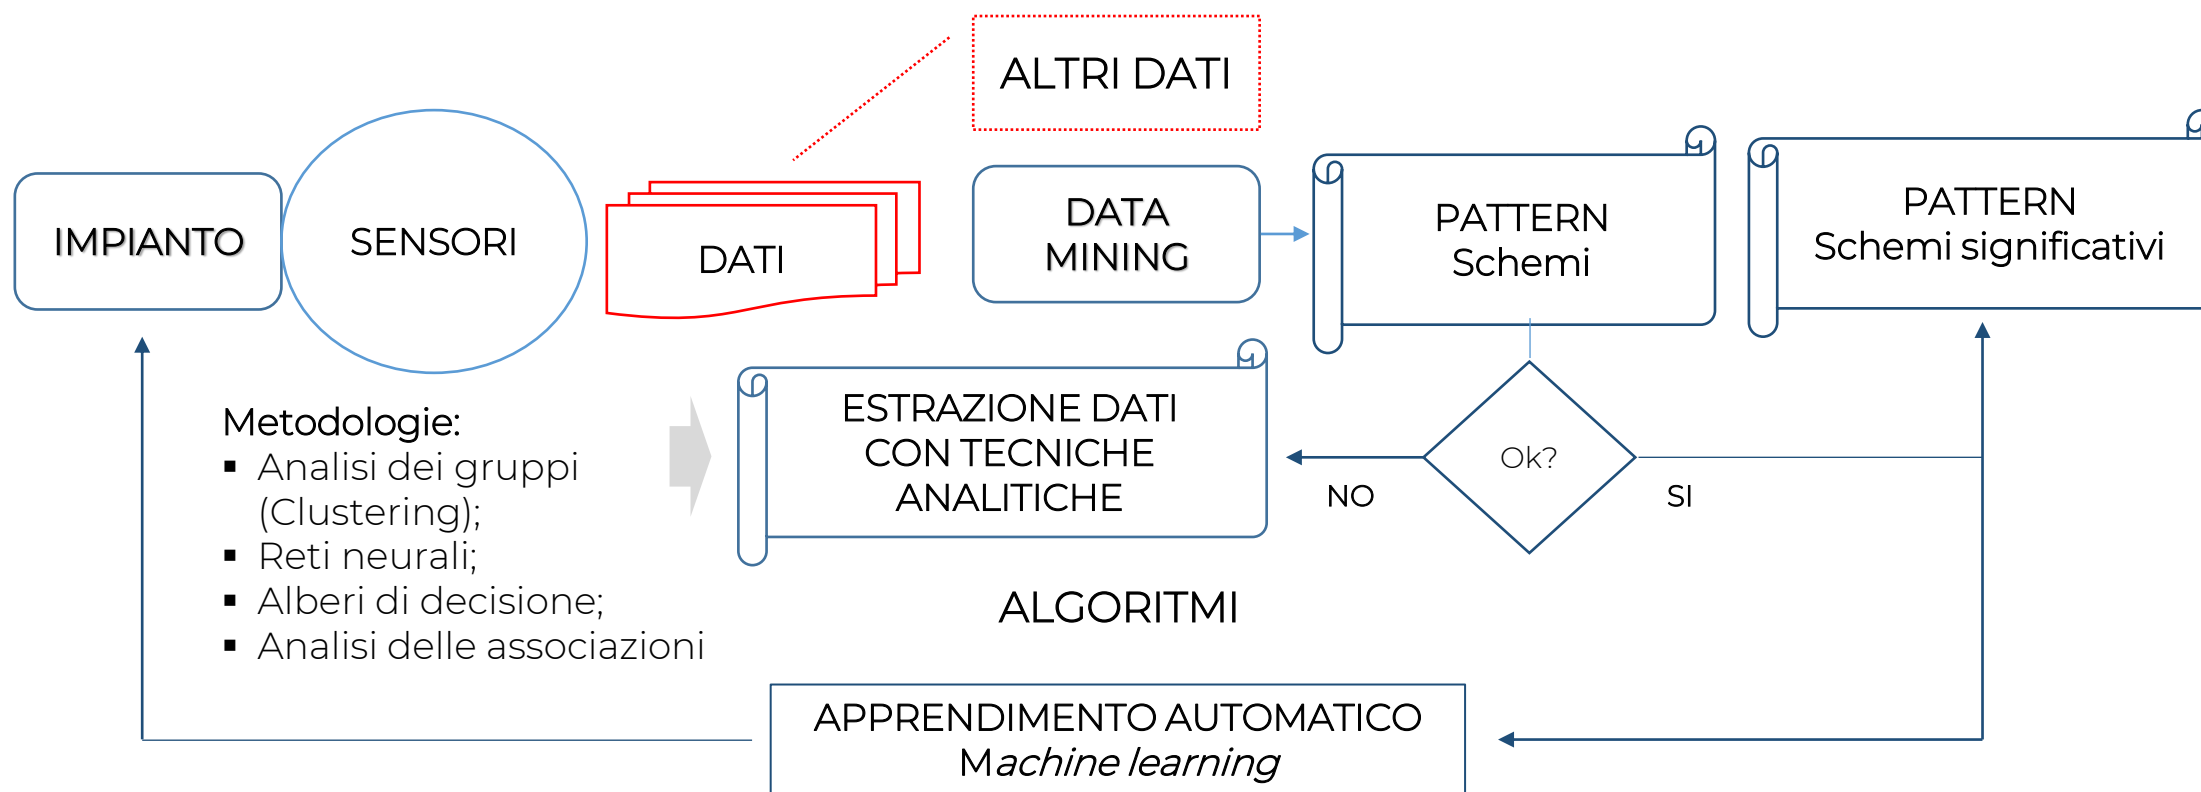 ALTRI DATI
IMPIANTO
SENSORI
DATI
DATA
MINING
PATTERN
Schemi
PATTERN
Schemi significativi
Metodologie:
▪ Analisi dei gruppi
(Clustering);
▪ Reti neurali;
▪ Alberi di decisione;
▪ Analisi delle associazioni
ESTRAZIONE DATI
CON TECNICHE
ANALITICHE
Ok?
NO
SI
ALGORITMI
APPRENDIMENTO AUTOMATICO
Machine learning